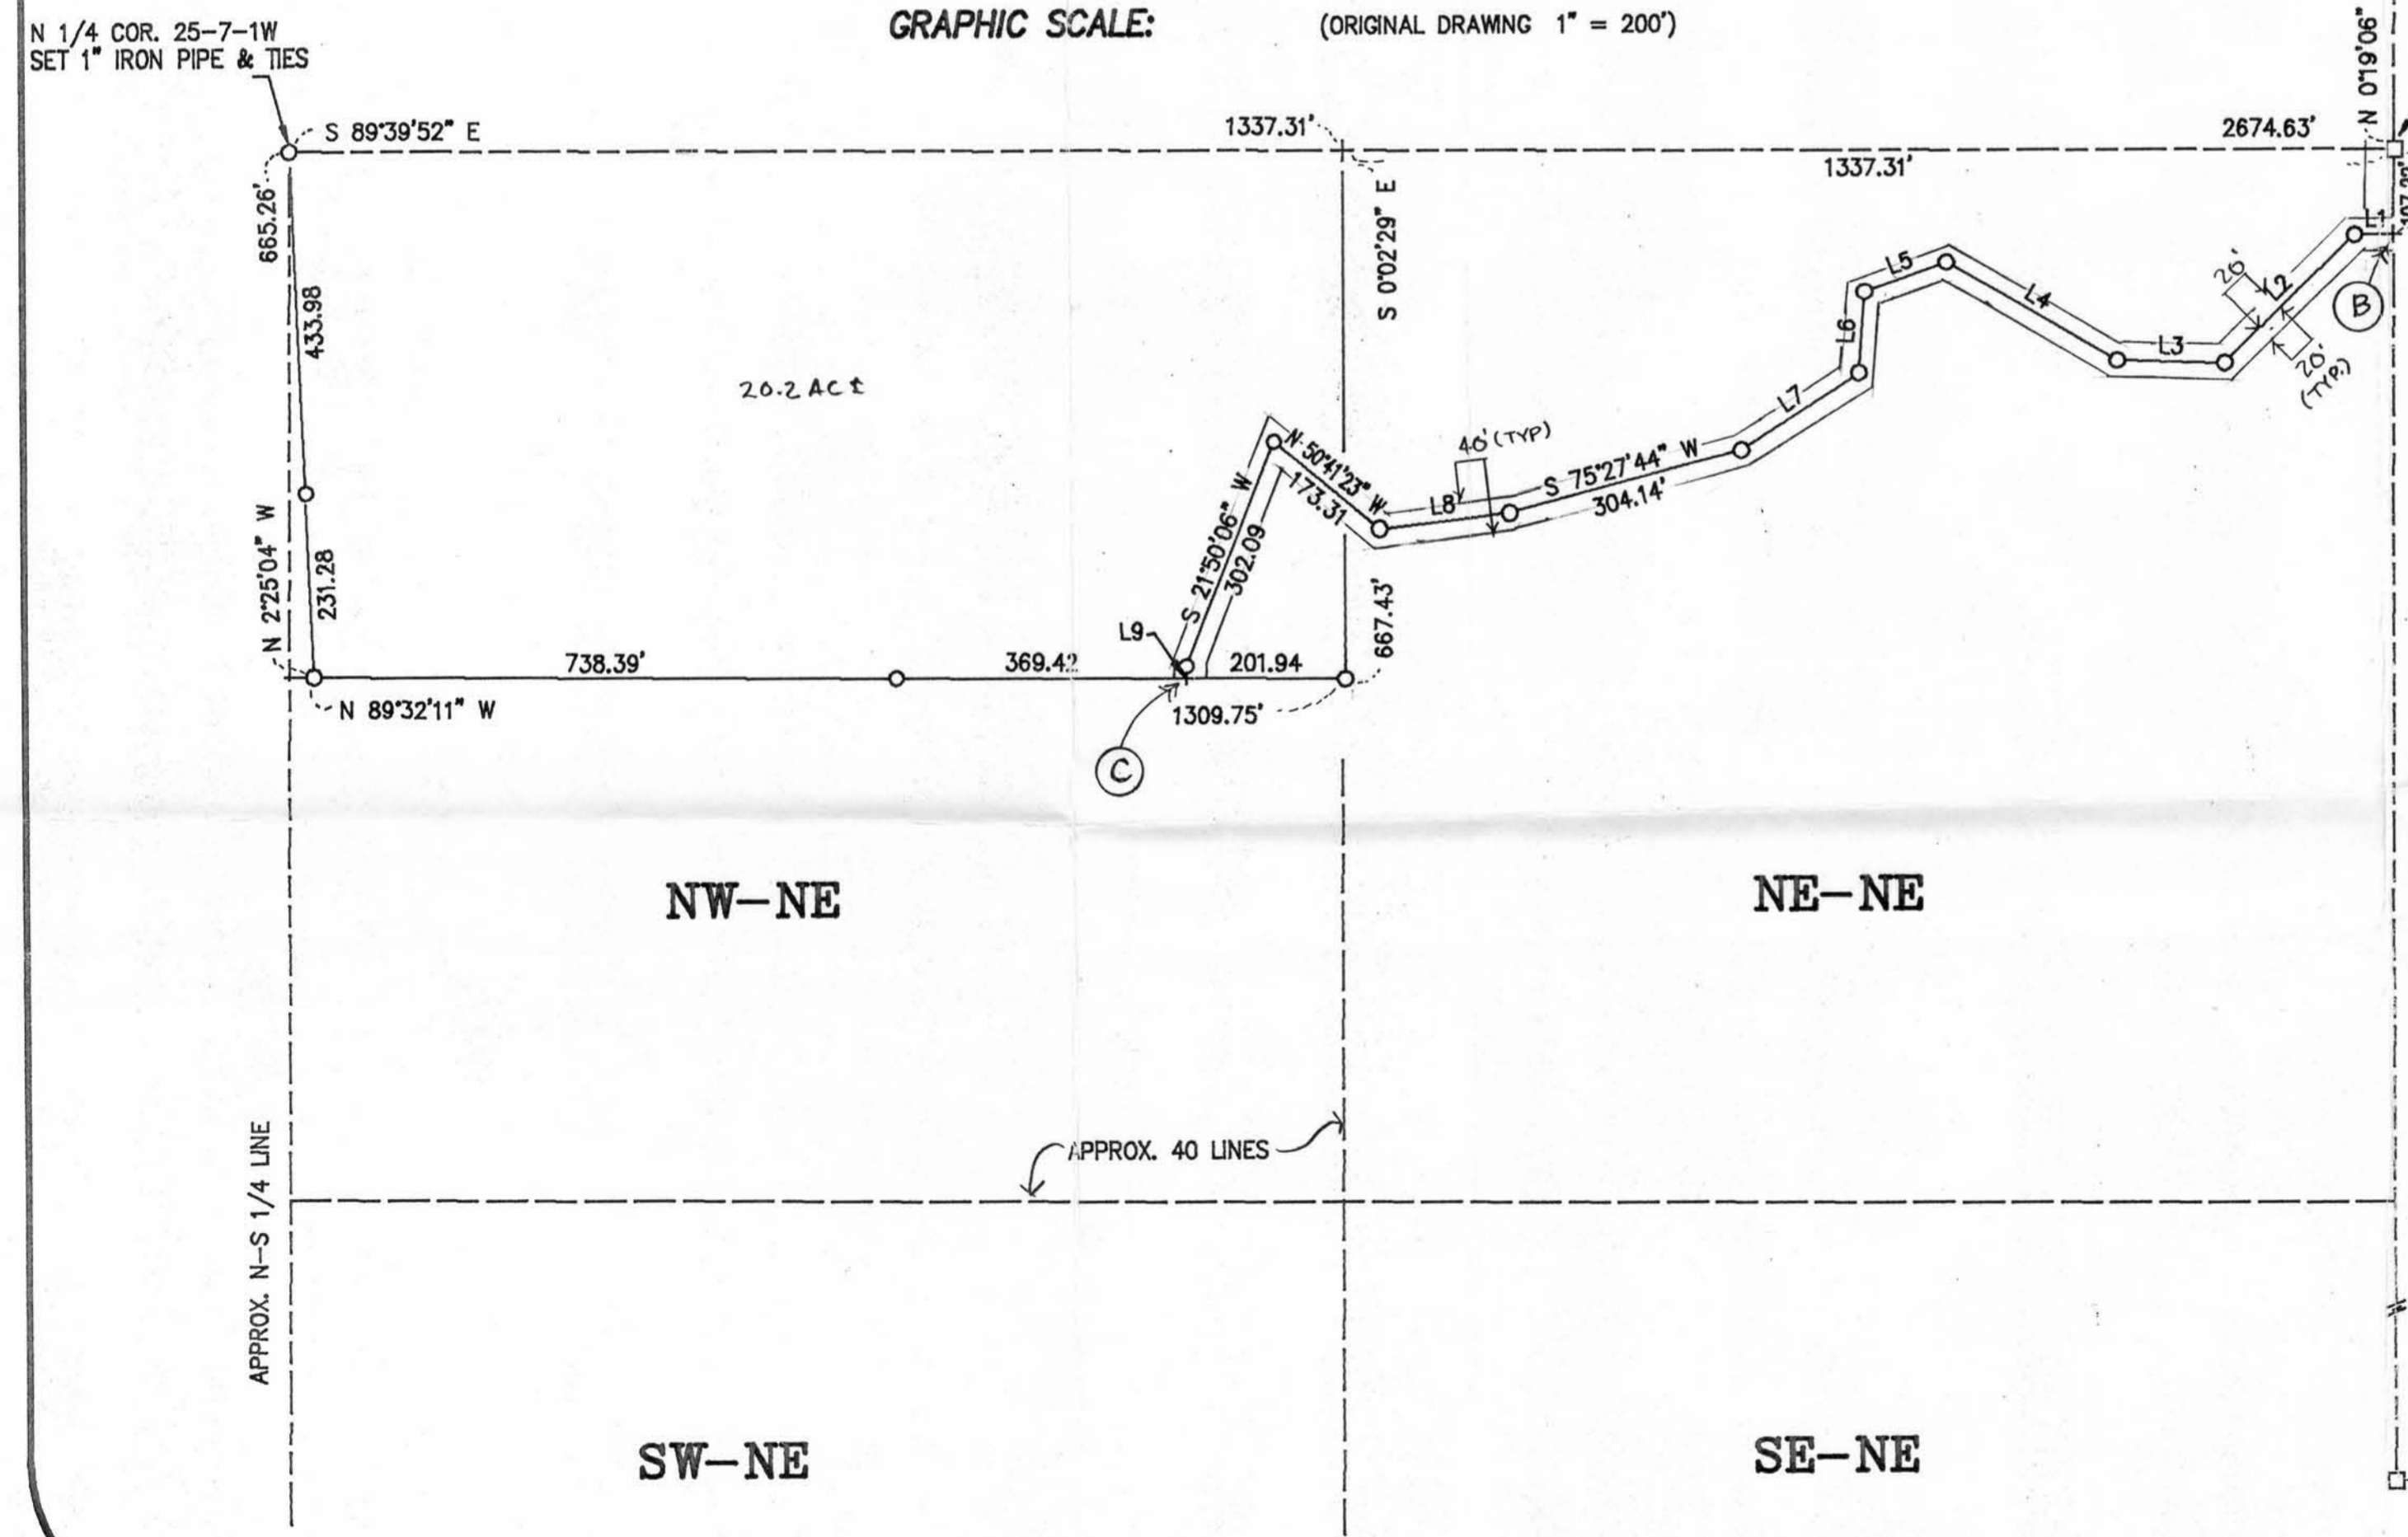 GRAPHIC SCALE:
(ORIGINAL DRAWING 1" = 200')
N 1/4 COR. 25-7-1W
SET 1" IRON PIPE & TIES
N 0°19'06"
S 89°39'52" E
1337.31'
2674.63'
1337.31'
665.26'
S 0°02'29" E
L1
L2
20'
20'
(TYP.)
B
L3
L4
L5
L6
L7
433.98
20.2 AC ±
40' (TYP)
N 50°41'23" W
173.31
L8
S 75°27'44" W
304.14'
S 21°50'06" W
302.09
N 2°25'04" W
231.28
667.43'
L9
738.39'
369.42
201.94
N 89°32'11" W
1309.75'
C
NW-NE
NE-NE
APPROX. 40 LINES
APPROX. N-S 1/4 LINE
SW-NE
SE-NE